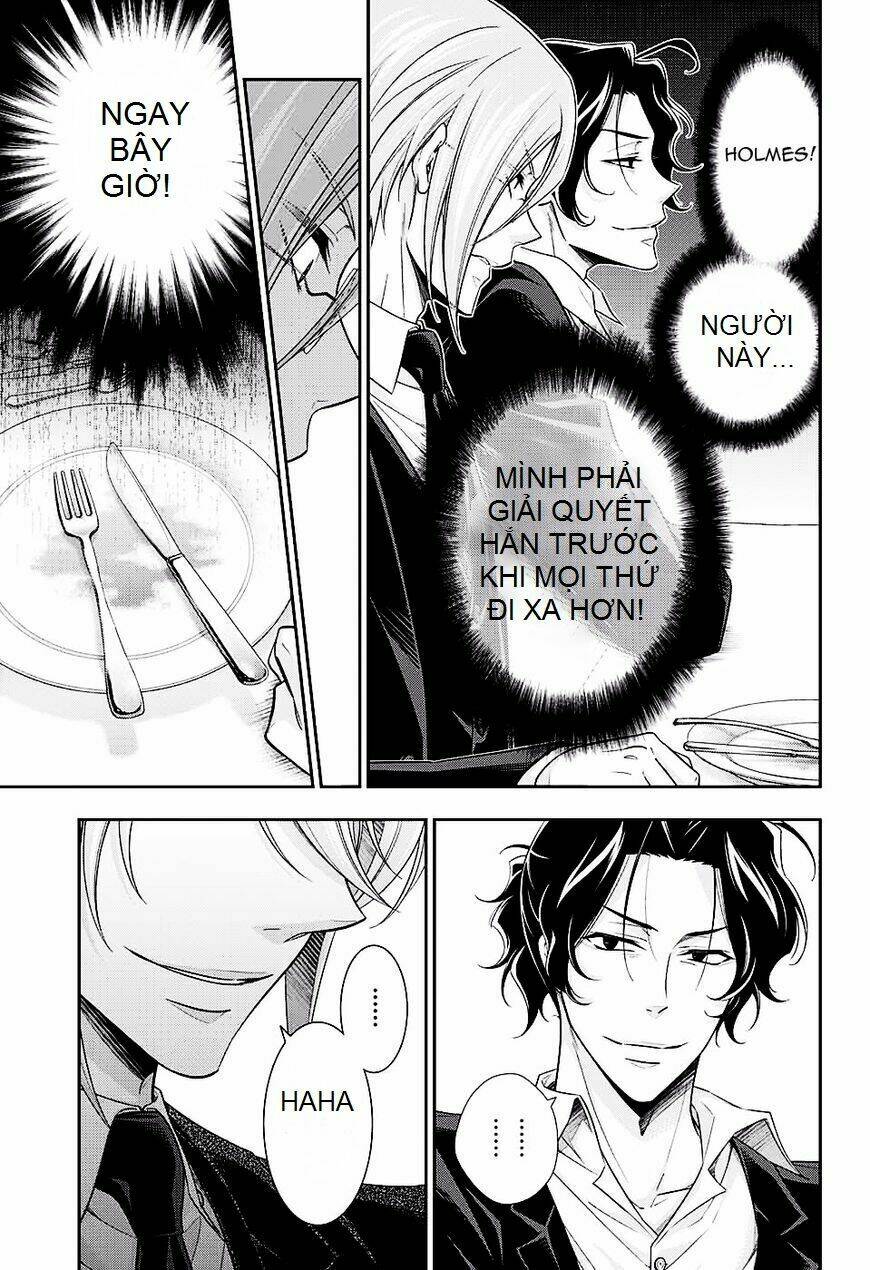 HOLMES!
NGƯỜI
NÀY...
MÌNH PHẢI
GIẢI QUYẾT
HẮN TRƯỚC
KHI MỌI THỨ
ĐI XA HƠN!
NGAY
BÂY
GIỜ!
......
......
HAHA